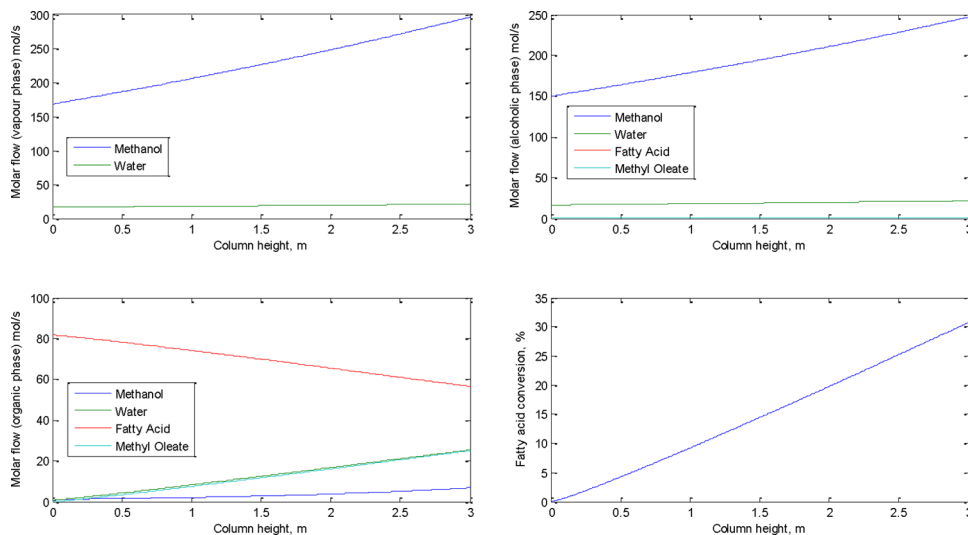 Molar flow (vapour phase) mol/s
300
250
200
150
100
50
0
Methanol
Water
0 0.5 1 1.5 2 2.5 3
Column height, m
Molar flow (alcoholic phase) mol/s
250
200
150
100
50
0
Methanol
Water
Fatty Acid
Methyl Oleate
0 0.5 1 1.5 2 2.5 3
Column height, m
Molar flow (organic phase) mol/s
100
80
60
40
20
0
Methanol
Water
Fatty Acid
Methyl Oleate
0 0.5 1 1.5 2 2.5 3
Column height, m
Fatty acid conversion, %
35
30
25
20
15
10
5
0
0 0.5 1 1.5 2 2.5 3
Column height, m